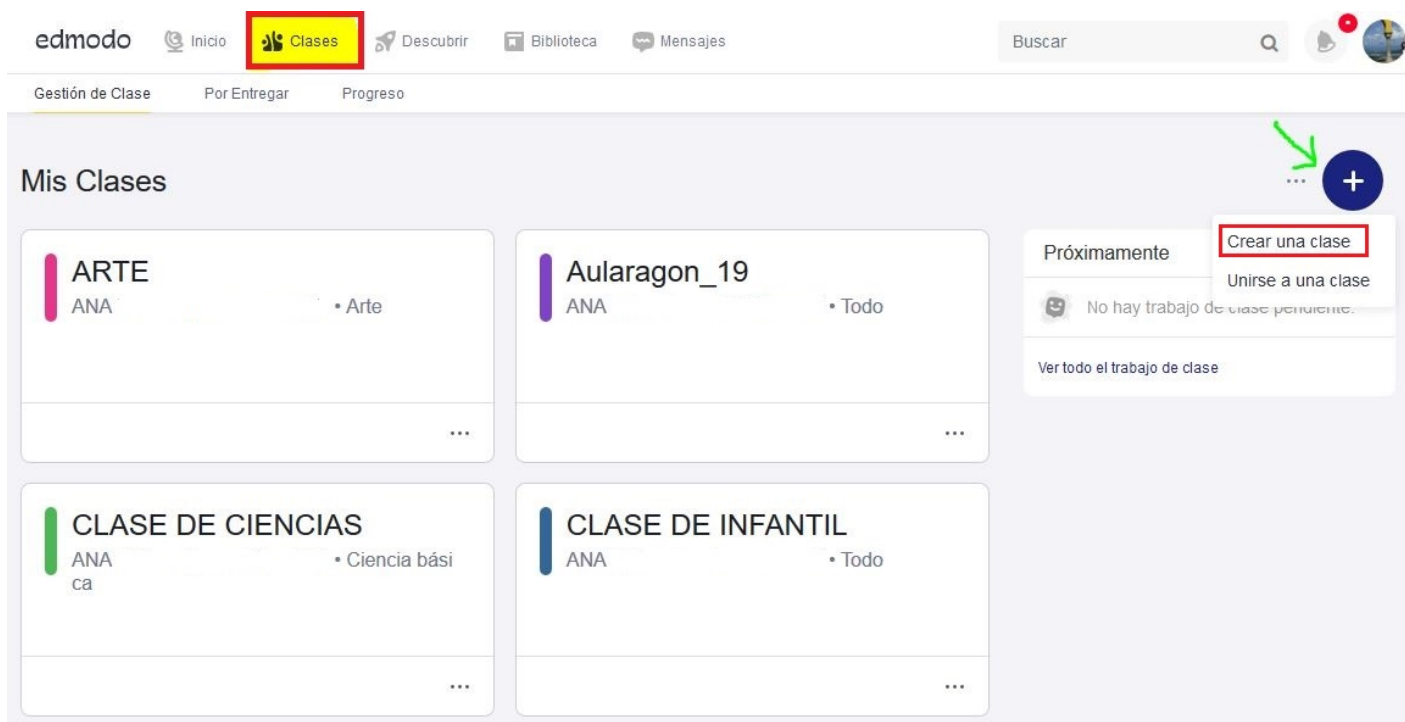 edmodo Inicio Clases Descubrir Biblioteca Mensajes Buscar
Gestión de Clase Por Entregar Progreso
Mis Clases
... +
Crear una clase
Unirse a una clase
ARTE
ANA • Arte
...
Aularagon_19
ANA • Todo
...
Próximamente
No hay trabajo de clase pendiente.
Ver todo el trabajo de clase
CLASE DE CIENCIAS
ANA • Ciencia bási
ca
...
CLASE DE INFANTIL
ANA • Todo
...